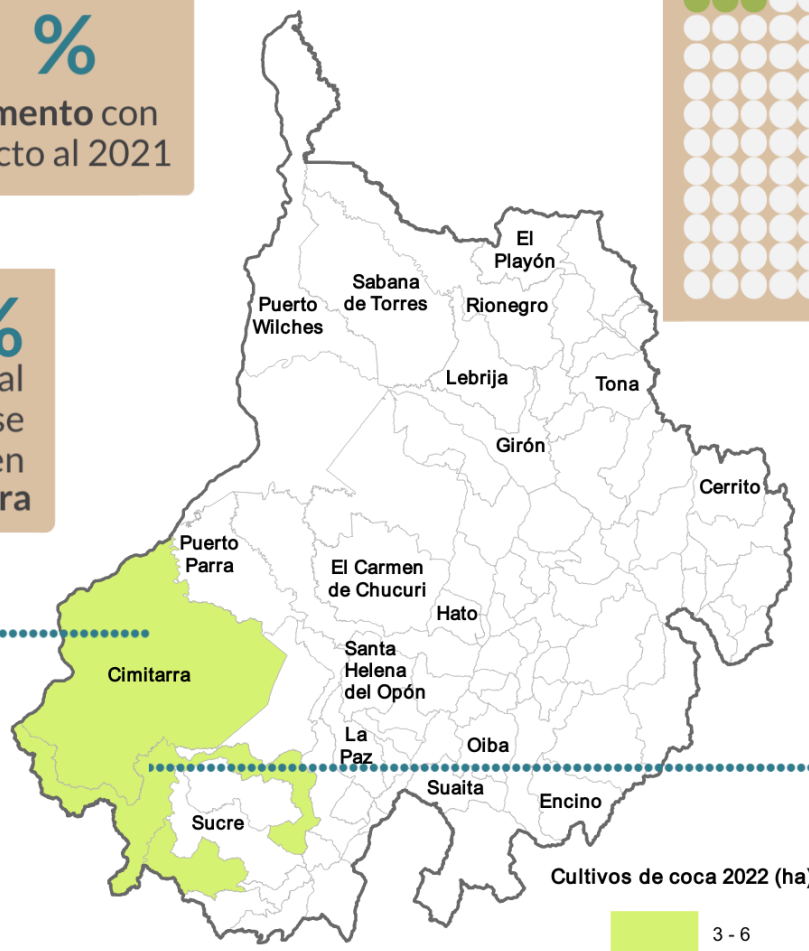 %
mento con
cto al 2021
%
al
se
en
ra
El
Playón
Sabana
de Torres
Puerto
Wilches
Rionegro
Lebrija
Tona
Girón
Cerrito
Puerto
Parra
El Carmen
de Chucuri
Hato
Santa
Helena
del Opón
Cimitarra
La
Paz
Oiba
Suaita
Encino
Sucre
Cultivos de coca 2022 (ha)
3 - 6